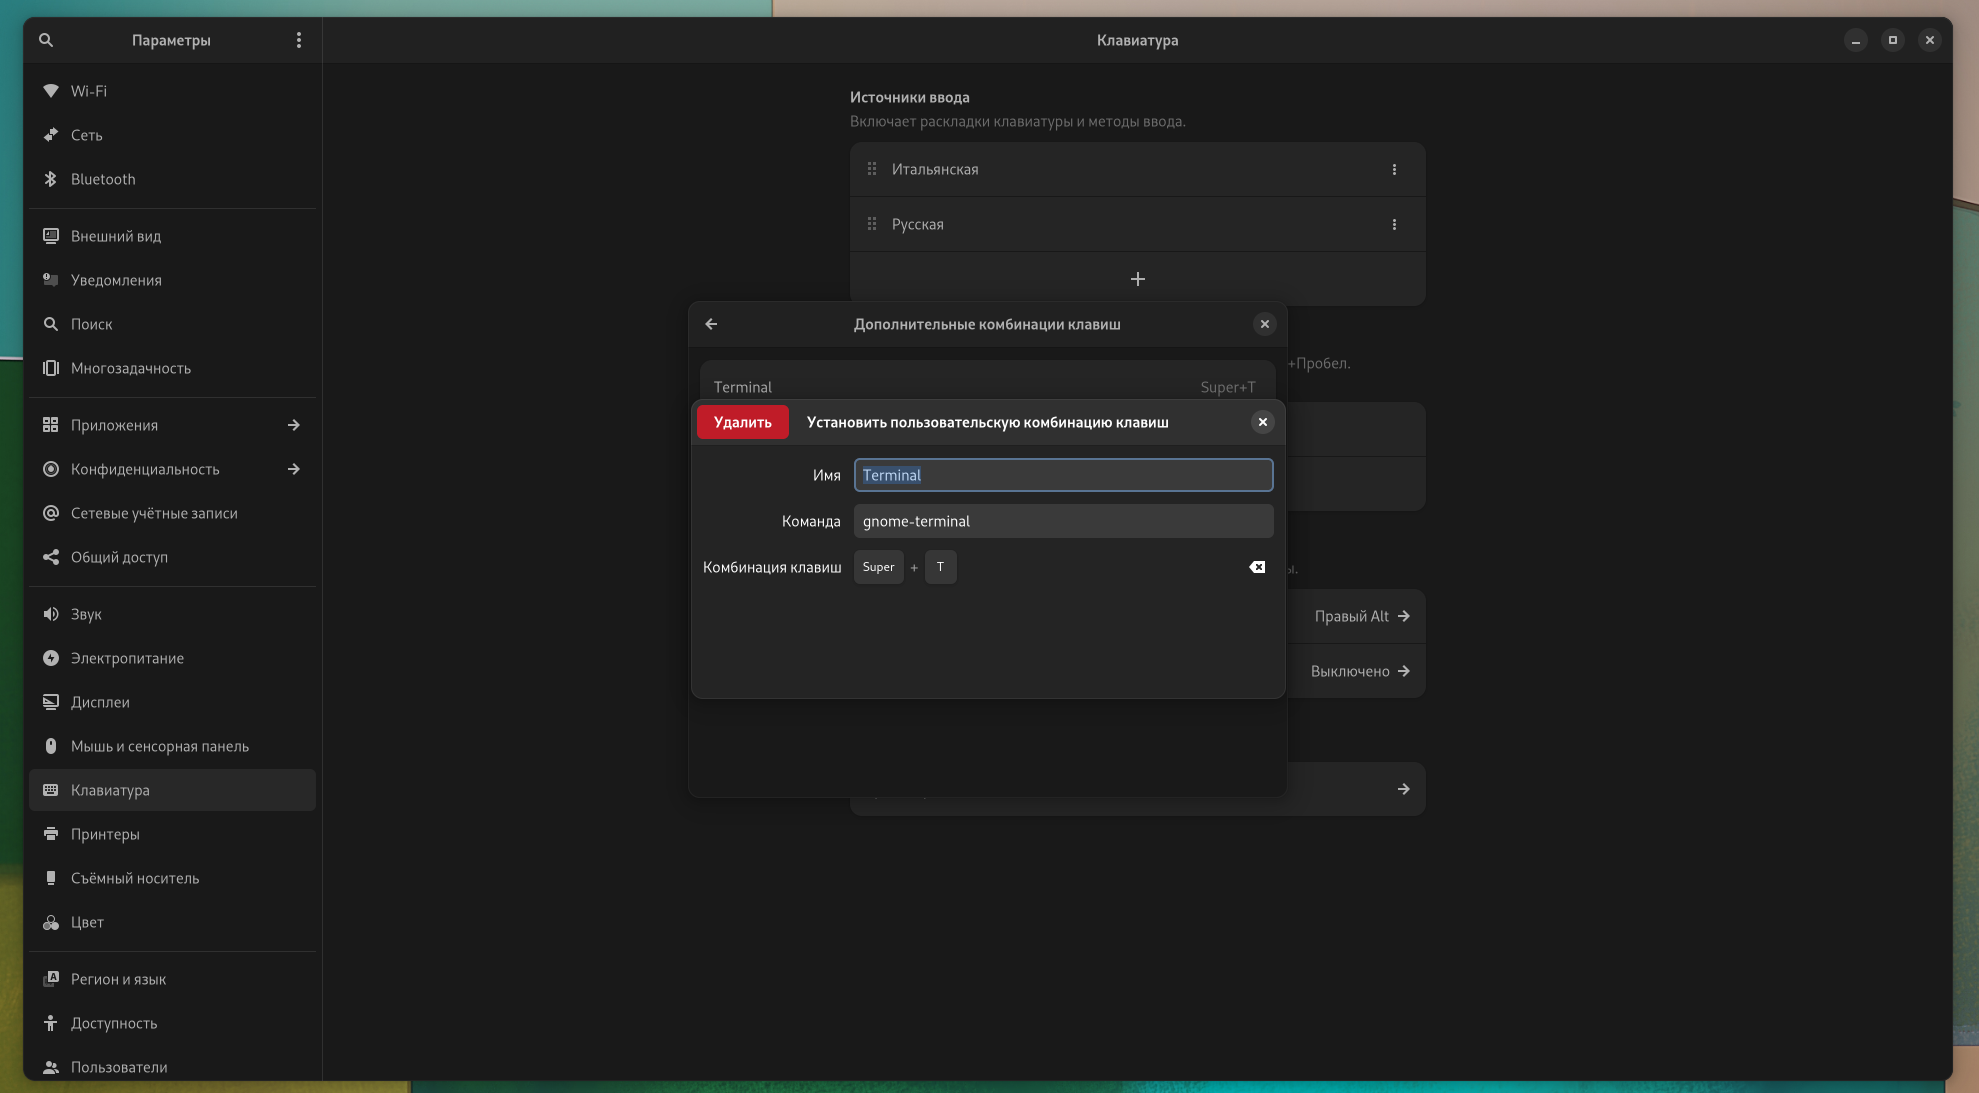 Параметры
Клавиатура
Wi-Fi
Сеть
Bluetooth
Внешний вид
Уведомления
Поиск
Многозадачность
Приложения
Конфиденциальность
Сетевые учётные записи
Общий доступ
Звук
Электропитание
Дисплеи
Мышь и сенсорная панель
Клавиатура
Принтеры
Съёмный носитель
Цвет
Регион и язык
Доступность
Пользователи
Источники ввода
Включает раскладки клавиатуры и методы ввода.
Итальянская
Русская
+Пробел.
Правый Alt
Выключено
Дополнительные комбинации клавиш
Terminal Super+T
Удалить Установить пользовательскую комбинацию клавиш
Имя Terminal
Команда gnome-terminal
Комбинация клавиш Super + T